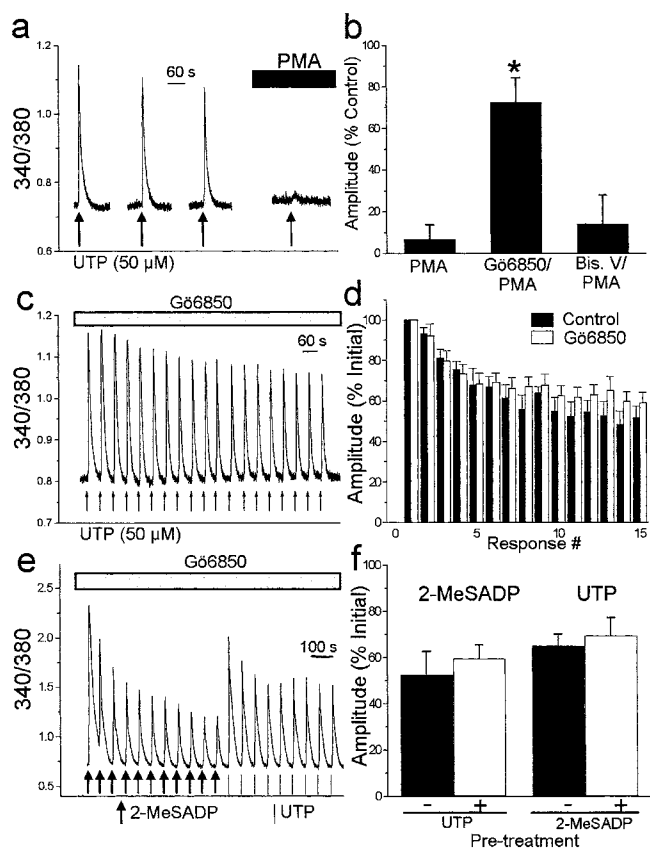 a
PMA
60 s
340/380
1.2
1.0
0.8
0.6
UTP (50 µM)
b
Amplitude (% Control)
100
80
60
40
20
0
*
PMA
Gö6850/
PMA
Bis. V/
PMA
c
Gö6850
60 s
340/380
1.2
1.1
1.0
0.9
0.8
0.7
UTP (50 µM)
d
Control
Gö6850
Amplitude (% Initial)
100
80
60
40
20
0
0
5
10
15
Response #
e
Gö6850
100 s
340/380
2.5
2.0
1.5
1.0
0.5
2-MeSADP
UTP
f
2-MeSADP
UTP
Amplitude (% Initial)
100
80
60
40
20
0
- + - +
UTP 2-MeSADP
Pre-treatment